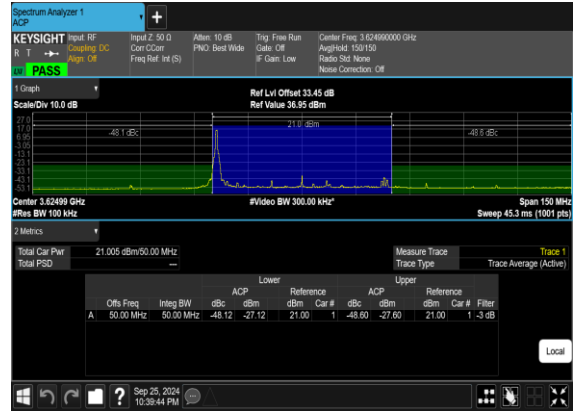 Spectrum Analyzer 1
ACP
KEYSIGHT Input: RF Input Z: 50 Ω Atten: 10 dB Trig: Free Run Center Freq: 3.624990000 GHz
R T Coupling: DC Corr CCorr PNO: Best Wide Gate: Off Avg|Hold: 150/150
Align: Off Freq Ref: Int (S) IF Gain: Low Radio Std: None
Noise Correction: Off
LXI PASS
1 Graph
Ref Lvl Offset 33.45 dB
Scale/Div 10.0 dB Ref Value 36.95 dBm
27.0
17.0
6.95
-3.05
-13.1
-23.1
-33.1
-43.1
-53.1
-48.1 dBc 21.0 dBm -48.6 dBc
Center 3.62499 GHz #Video BW 300.00 kHz* Span 150 MHz
#Res BW 100 kHz Sweep 45.3 ms (1001 pts)
2 Metrics
Total Car Pwr 21.005 dBm/50.00 MHz Measure Trace Trace 1
Total PSD --- Trace Type Trace Average (Active)
Lower Upper
ACP Reference ACP Reference
Offs Freq Integ BW dBc dBm dBm Car # dBc dBm dBm Car # Filter
A 50.00 MHz 50.00 MHz -48.12 -27.12 21.00 1 -48.60 -27.60 21.00 1 -3 dB
Local
Sep 25, 2024
10:39:44 PM